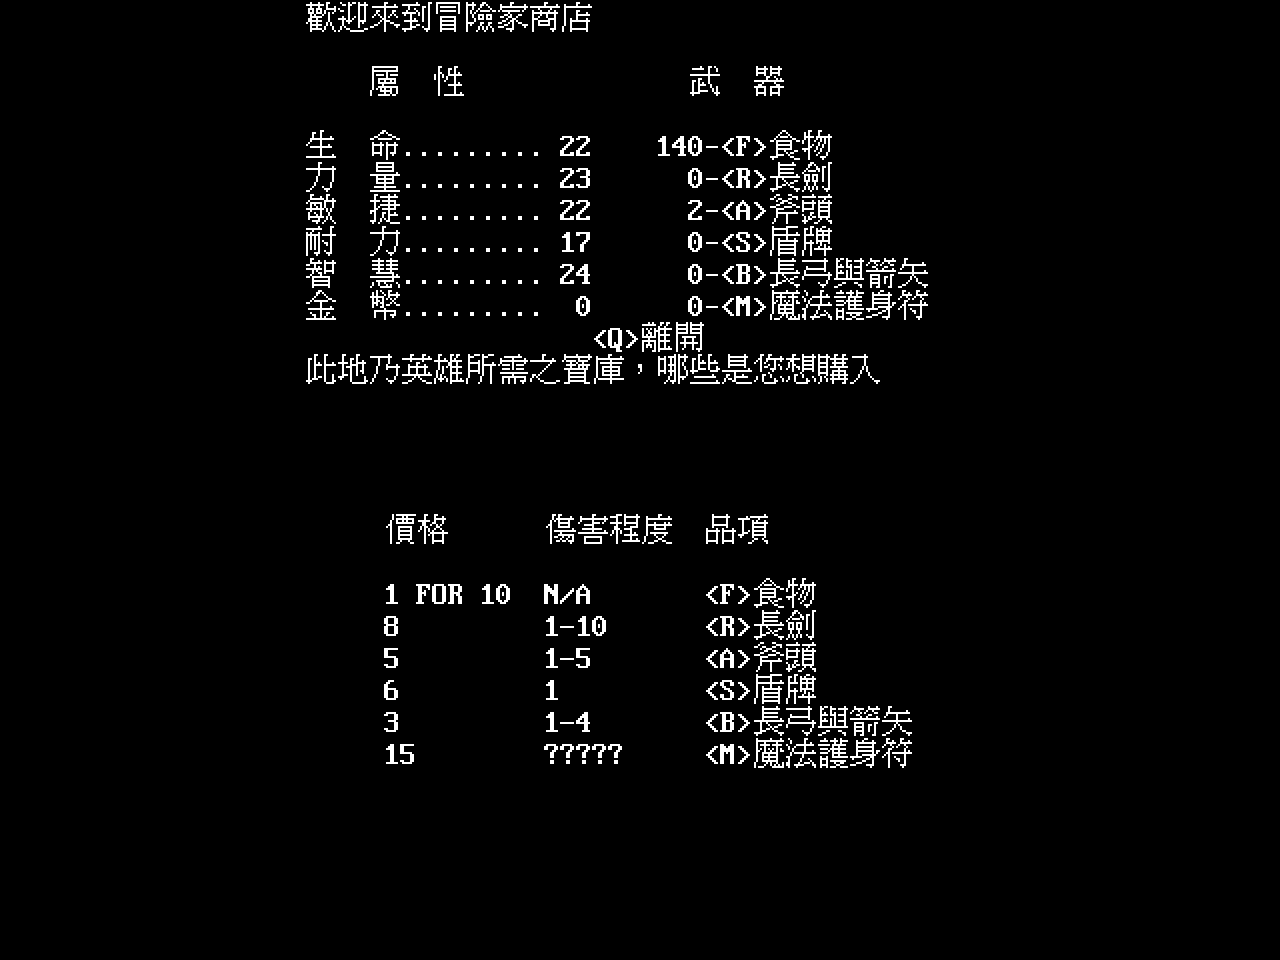 歡迎來到冒險家商店
屬 性 武 器
生 命......... 22 140-<F>食物
力 量......... 23 0-<R>長劍
敏 捷......... 22 2-<A>斧頭
耐 力......... 17 0-<S>盾牌
智 慧......... 24 0-<B>長弓與箭矢
金 幣......... 0 0-<M>魔法護身符
<Q>離開
此地乃英雄所需之寶庫，哪些是您想購入
價格 傷害程度 品項
1 FOR 10 N/A <F>食物
8 1-10 <R>長劍
5 1-5 <A>斧頭
6 1 <S>盾牌
3 1-4 <B>長弓與箭矢
15 ????? <M>魔法護身符